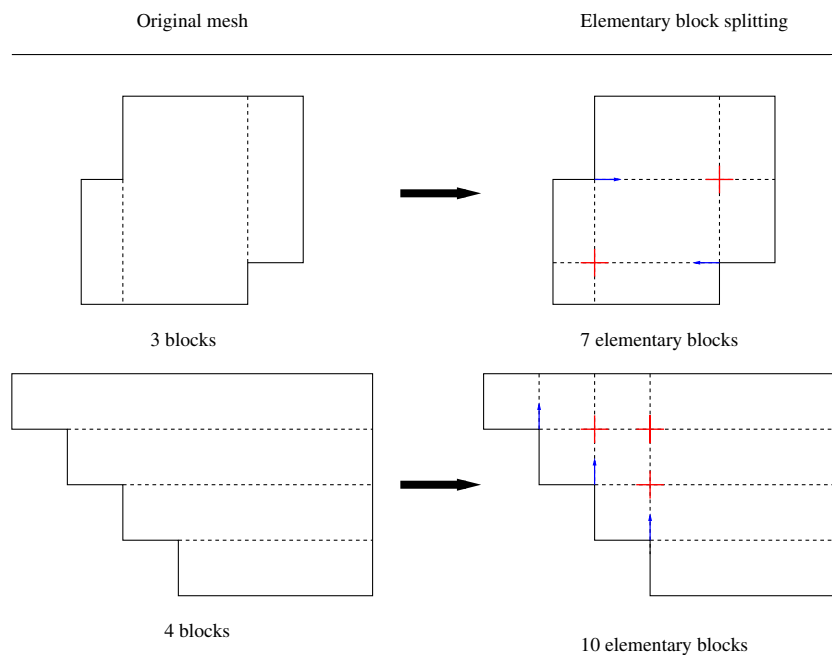 Original mesh
Elementary block splitting
3 blocks
7 elementary blocks
4 blocks
10 elementary blocks